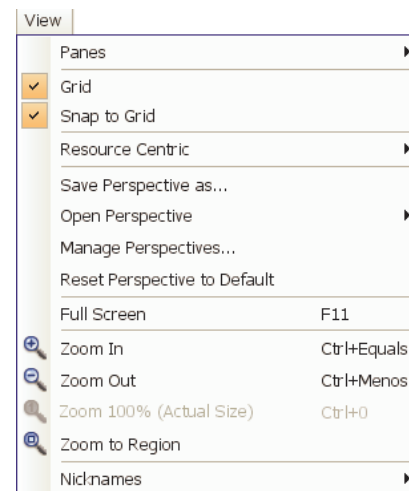 View
Panes
Grid
Snap to Grid
Resource Centric
Save Perspective as...
Open Perspective
Manage Perspectives...
Reset Perspective to Default
Full Screen F11
Zoom In Ctrl+Equals
Zoom Out Ctrl+Menos
Zoom 100% (Actual Size) Ctrl+0
Zoom to Region
Nicknames